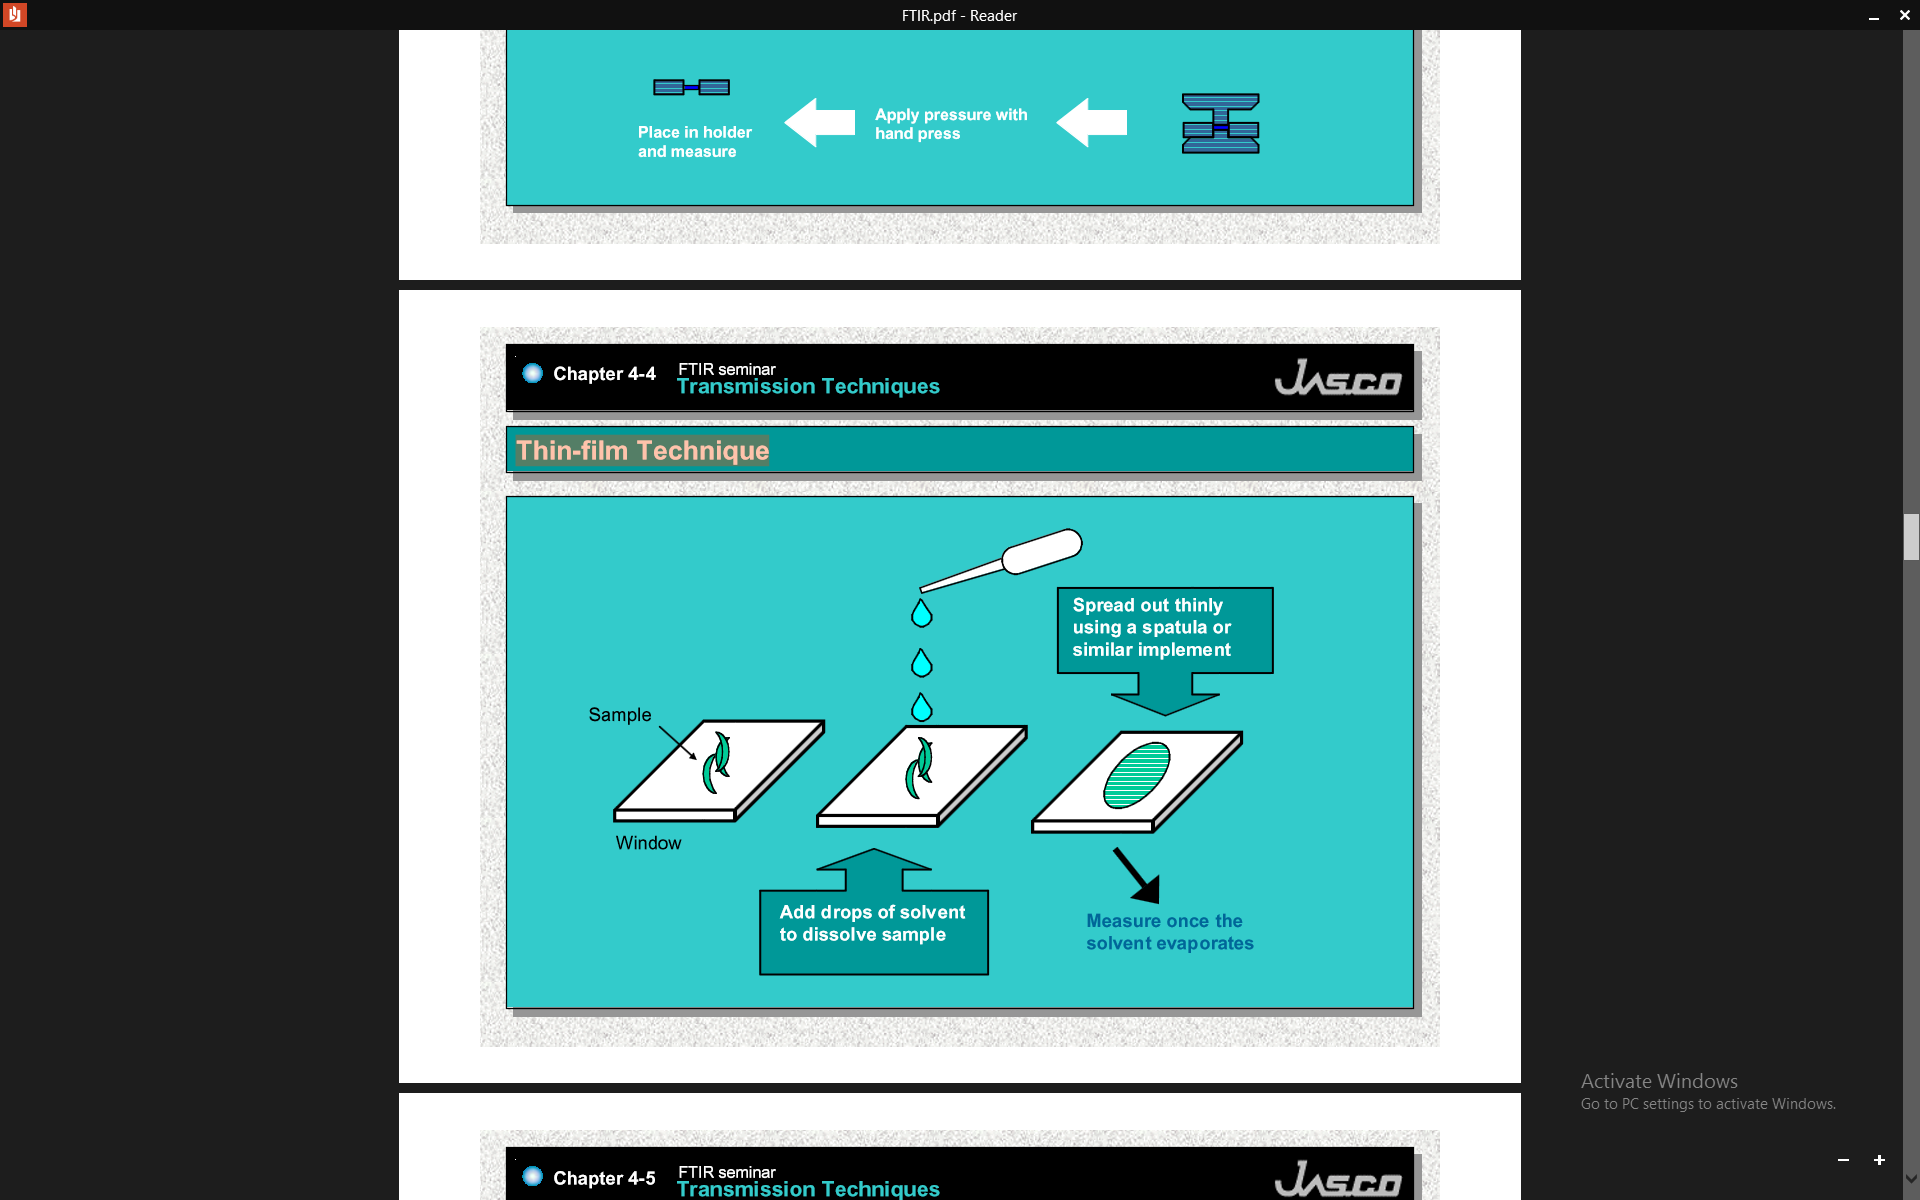 FTIR.pdf - Reader
Place in holder
and measure
Apply pressure with
hand press
Chapter 4-4
FTIR seminar
Transmission Techniques
Jasco
Thin-film Technique
Spread out thinly
using a spatula or
similar implement
Sample
Window
Add drops of solvent
to dissolve sample
Measure once the
solvent evaporates
Activate Windows
Go to PC settings to activate Windows.
Chapter 4-5
FTIR seminar
Transmission Techniques
Jasco